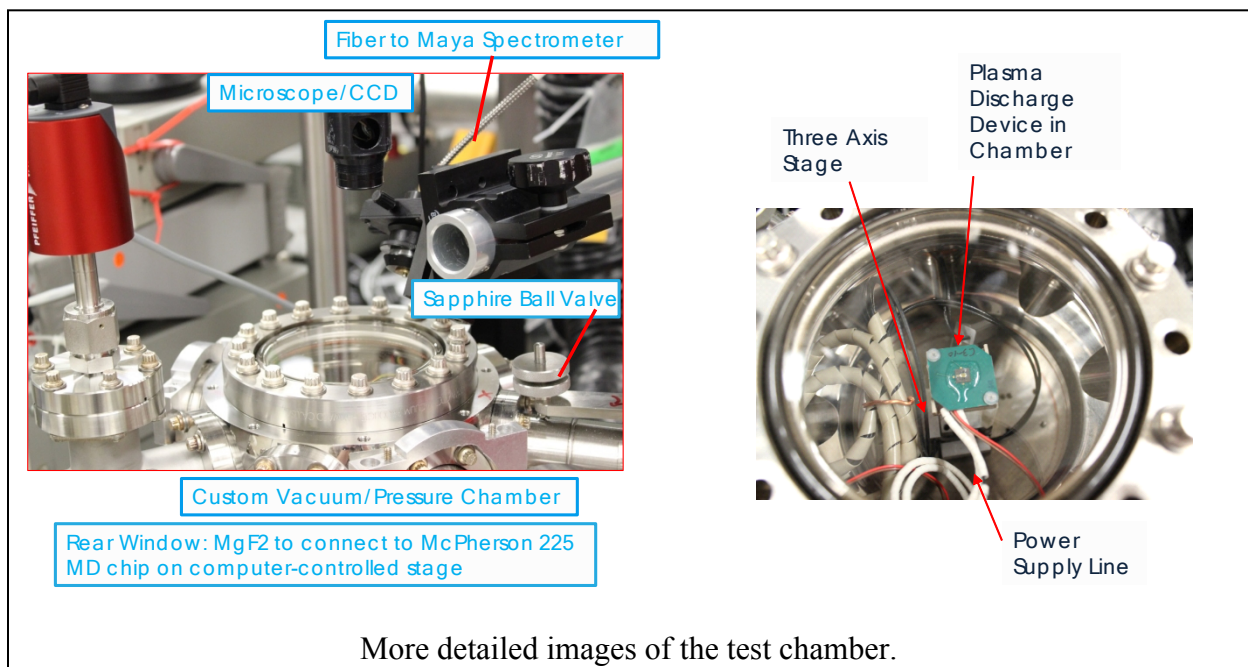 Fiber to Maya Spectrometer
Microscope/CCD
PFEIFFER
Sapphire Ball Valve
Custom Vacuum/Pressure Chamber
Rear Window: MgF2 to connect to McPherson 225
MD chip on computer-controlled stage
Plasma
Discharge
Device in
Chamber
Three Axis
Stage
Power
Supply Line
More detailed images of the test chamber.